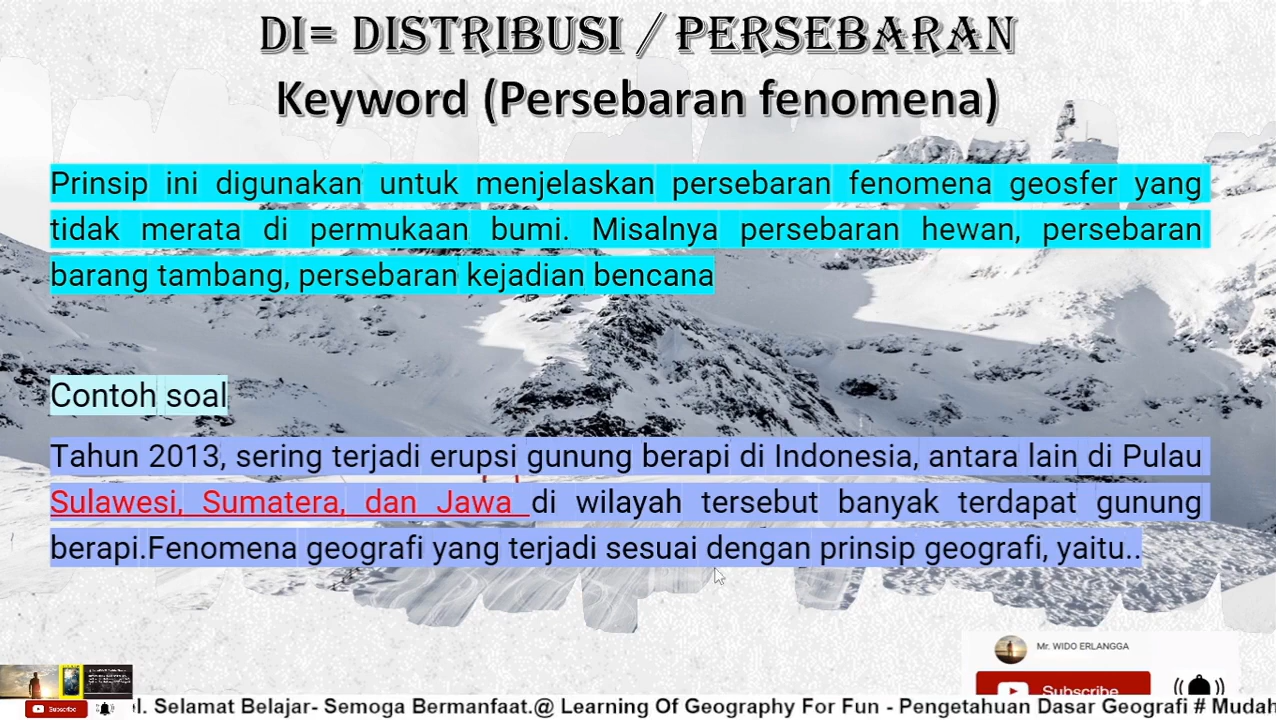 DI= DISTRIBUSI / PERSEBARAN
Keyword (Persebaran fenomena)
Prinsip ini digunakan untuk menjelaskan persebaran fenomena geosfer yang
tidak merata di permukaan bumi. Misalnya persebaran hewan, persebaran
barang tambang, persebaran kejadian bencana
Contoh soal
Tahun 2013, sering terjadi erupsi gunung berapi di Indonesia, antara lain di Pulau
Sulawesi, Sumatera, dan Jawa di wilayah tersebut banyak terdapat gunung
berapi.Fenomena geografi yang terjadi sesuai dengan prinsip geografi, yaitu..
Mr. WIDO ERLANGGA
Subscribe
Subscribe
l. Selamat Belajar- Semoga Bermanfaat.@ Learning Of Geography For Fun - Pengetahuan Dasar Geografi # Mudah